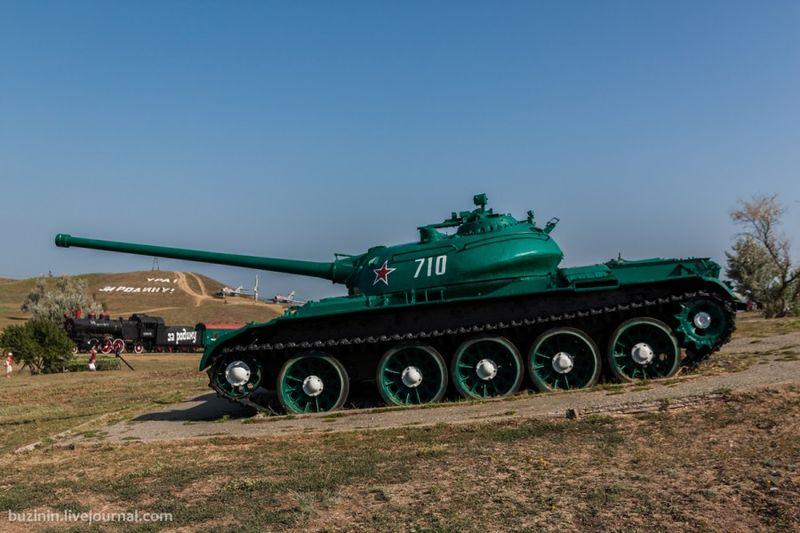 УРА!
ЗА РОДИНУ!
за родину
710
buzinin.livejournal.com